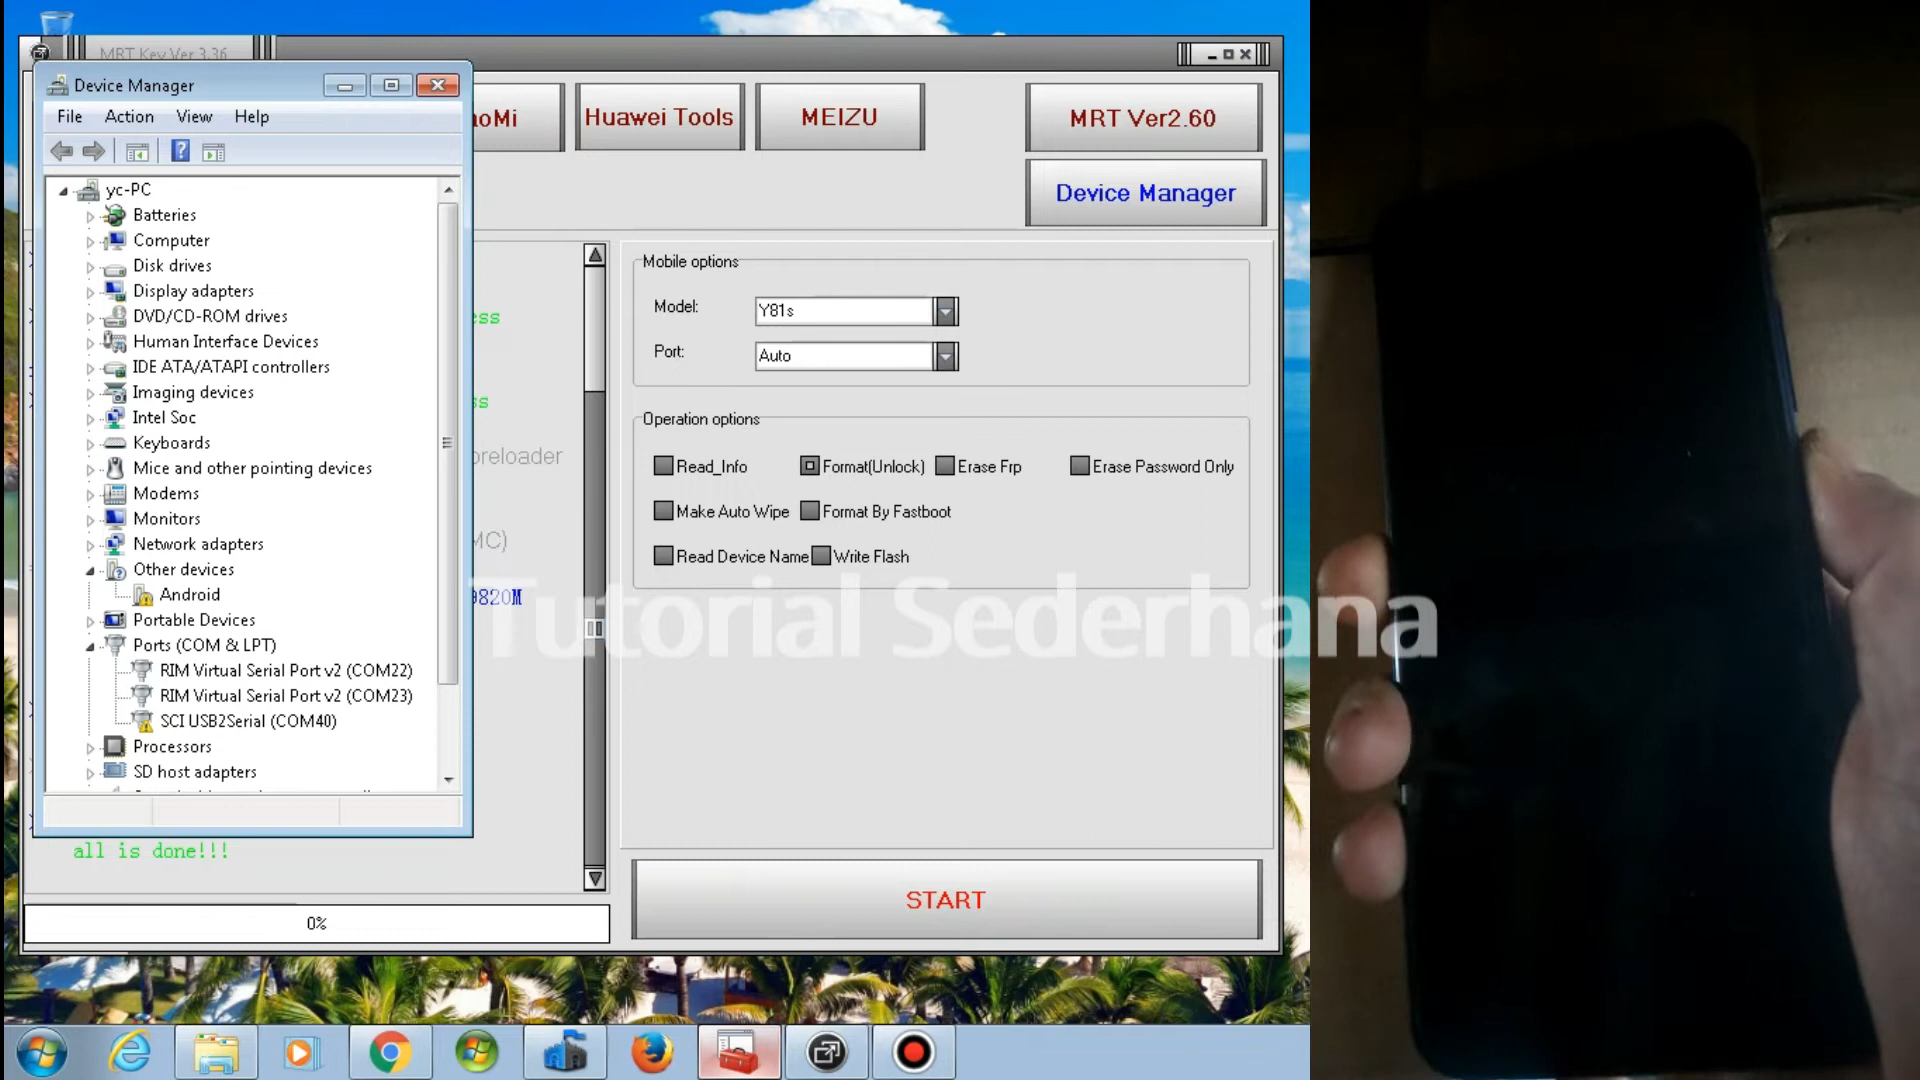 MRT Key Ver 3.36
Device Manager
File Action View Help
yc-PC
Batteries
Computer
Disk drives
Display adapters
DVD/CD-ROM drives
Human Interface Devices
IDE ATA/ATAPI controllers
Imaging devices
Intel Soc
Keyboards
Mice and other pointing devices
Modems
Monitors
Network adapters
Other devices
Android
Portable Devices
Ports (COM & LPT)
RIM Virtual Serial Port v2 (COM22)
RIM Virtual Serial Port v2 (COM23)
SCI USB2Serial (COM40)
Processors
SD host adapters
oMi
Huawei Tools
MEIZU
MRT Ver2.60
Device Manager
ess
ss
reloader
MC)
9820M
all is done!!!
0%
Mobile options
Model: Y81s
Port: Auto
Operation options
Read_Info Format(Unlock) Erase Frp Erase Password Only
Make Auto Wipe Format By Fastboot
Read Device Name Write Flash
START
Tutorial Sederhana